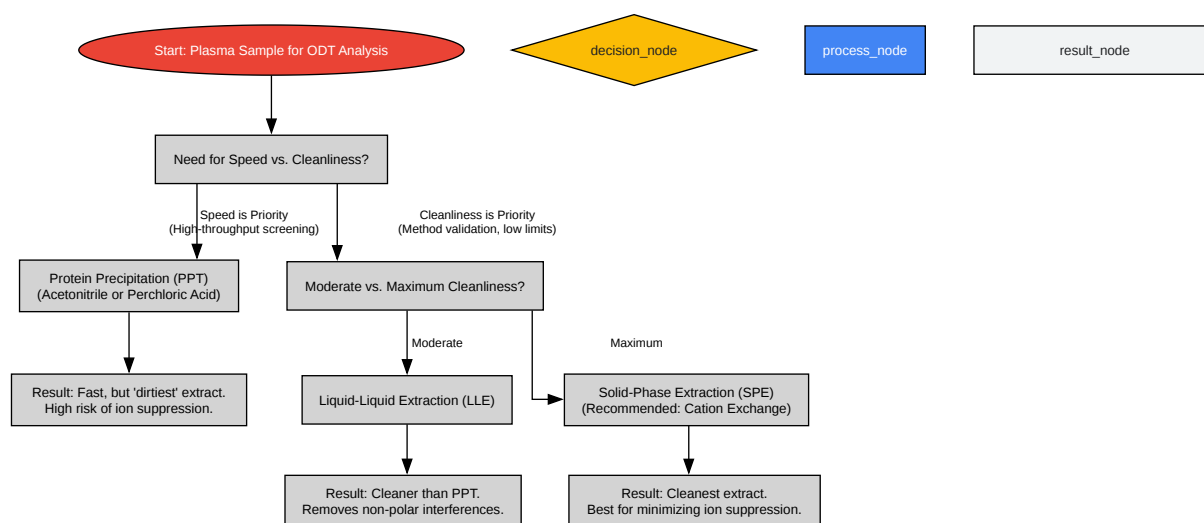 Start: Plasma Sample for ODT Analysis
decision_node
process_node
result_node
Need for Speed vs. Cleanliness?
Speed is Priority
(High-throughput screening)
Cleanliness is Priority
(Method validation, low limits)
Protein Precipitation (PPT)
(Acetonitrile or Perchloric Acid)
Moderate vs. Maximum Cleanliness?
Moderate
Maximum
Result: Fast, but 'dirtiest' extract.
High risk of ion suppression.
Liquid-Liquid Extraction (LLE)
Solid-Phase Extraction (SPE)
(Recommended: Cation Exchange)
Result: Cleaner than PPT.
Removes non-polar interferences.
Result: Cleanest extract.
Best for minimizing ion suppression.